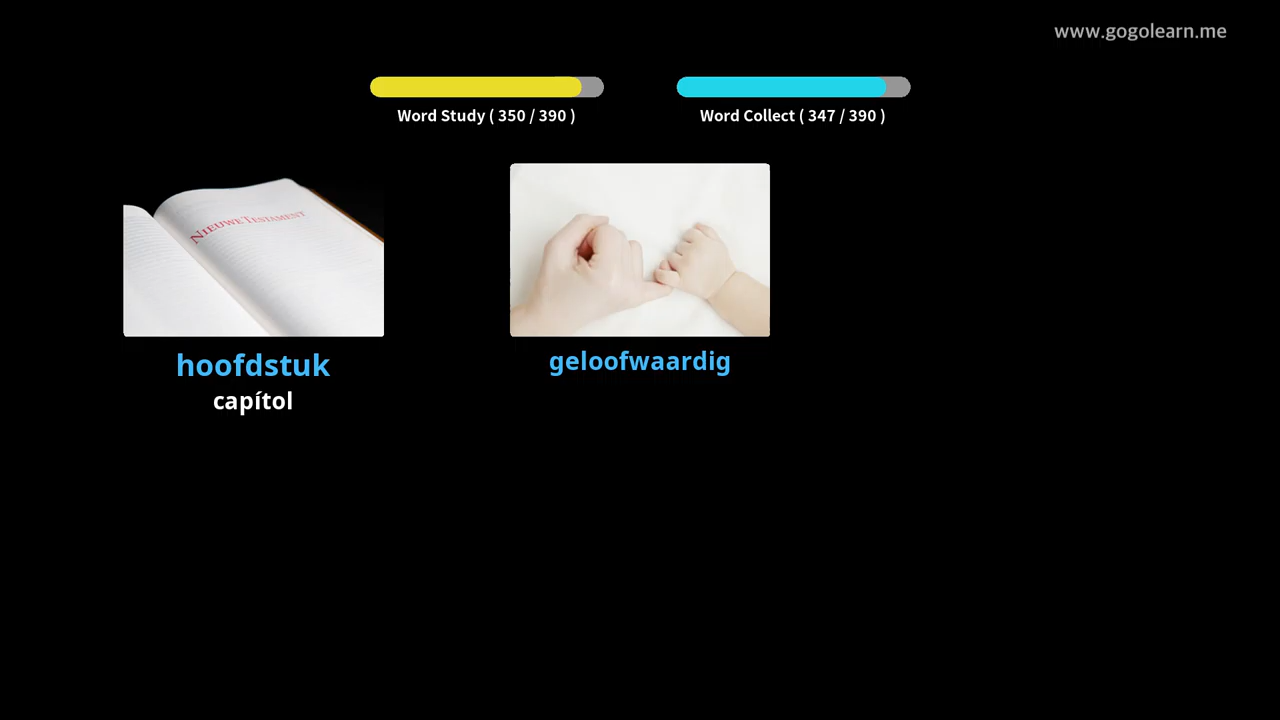 www.gogolearn.me
Word Study ( 350 / 390 )
Word Collect ( 347 / 390 )
NIEUWE TESTAMENT
hoofdstuk
capítol
geloofwaardig